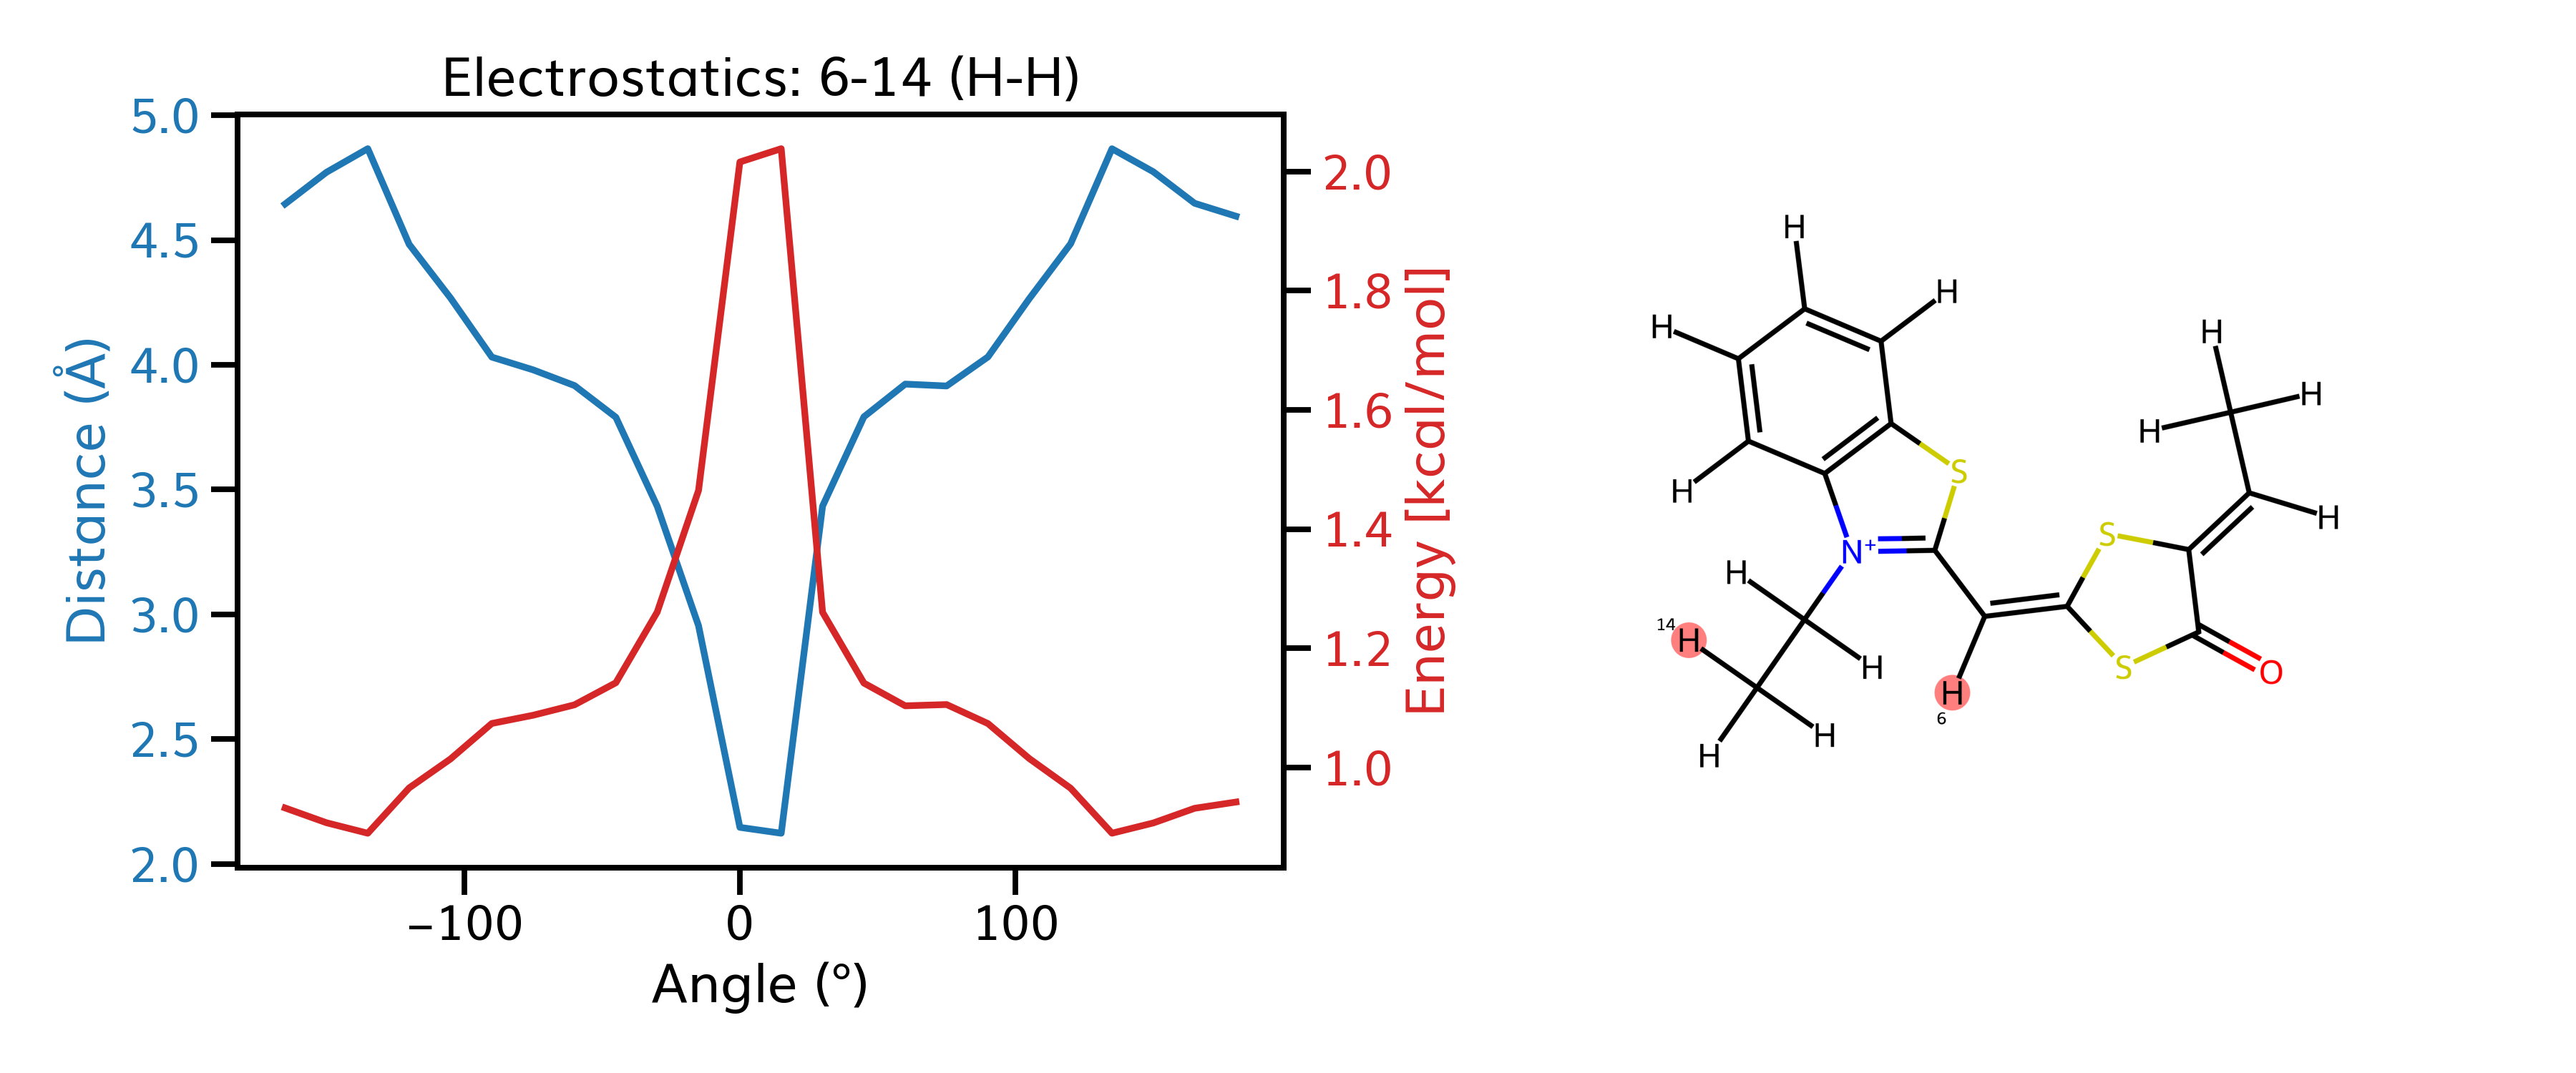 Electrostatics: 6-14 (H-H)
5.0
4.5
4.0
3.5
3.0
2.5
2.0
Distance (Å)
2.0
1.8
1.6
1.4
1.2
1.0
Energy [kcal/mol]
−100 0 100
Angle (°)
H
H
H
H
H
H
H
S
H
H
S
N+
H
14
H
H
S
O
H
6
H
H